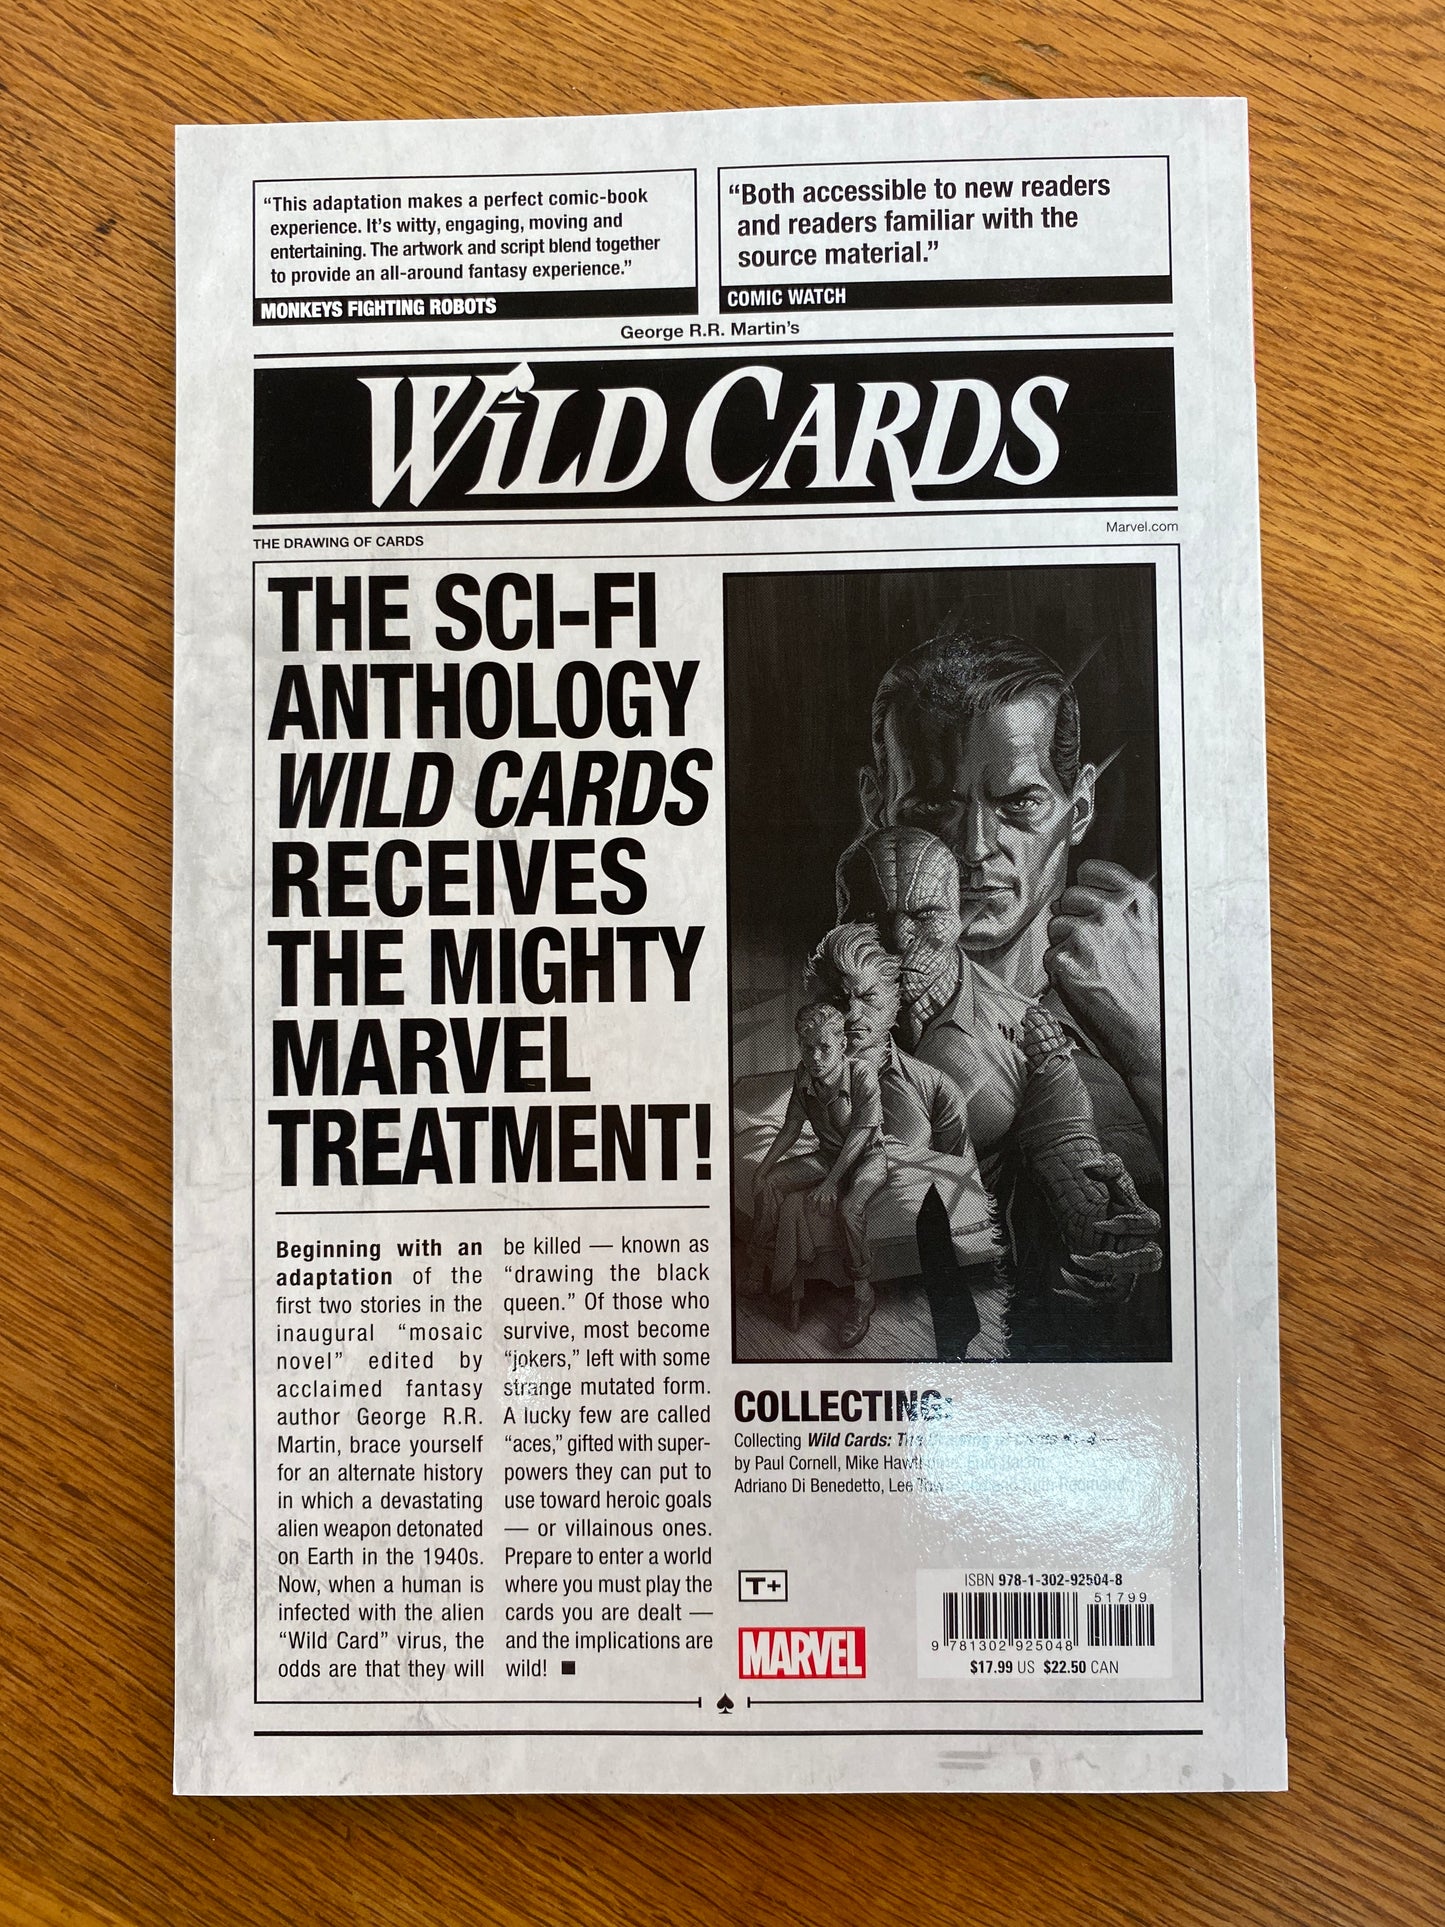 “This adaptation makes a perfect comic-book
experience. It’s witty, engaging, moving and
entertaining. The artwork and script blend together
to provide an all-around fantasy experience.”
MONKEYS FIGHTING ROBOTS
“Both accessible to new readers
and readers familiar with the
source material.”
COMIC WATCH
George R.R. Martin’s
WILD CARDS
THE DRAWING OF CARDS
Marvel.com
THE SCI-FI
ANTHOLOGY
WILD CARDS
RECEIVES
THE MIGHTY
MARVEL
TREATMENT!
Beginning with an
adaptation of the
first two stories in the
inaugural “mosaic
novel” edited by
acclaimed fantasy
author George R.R.
Martin, brace yourself
for an alternate history
in which a devastating
alien weapon detonated
on Earth in the 1940s.
Now, when a human is
infected with the alien
“Wild Card” virus, the
odds are that they will
be killed — known as
“drawing the black
queen.” Of those who
survive, most become
“jokers,” left with some
strange mutated form.
A lucky few are called
“aces,” gifted with super-
powers they can put to
use toward heroic goals
— or villainous ones.
Prepare to enter a world
where you must play the
cards you are dealt —
and the implications are
wild!
COLLECTING:
Collecting Wild Cards: The Drawing of Cards —
by Paul Cornell, Mike
Adriano Di Benedetto, Lee
T+
MARVEL
ISBN 978-1-302-92504-8
51799
9 781302 925048
$17.99 US $22.50 CAN